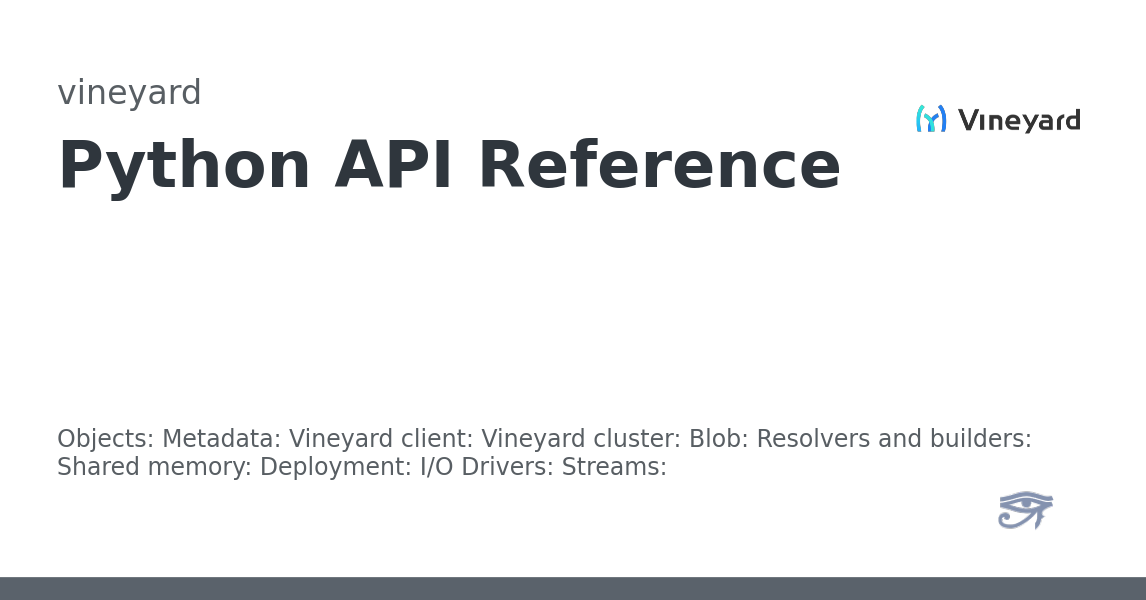 vineyard
Vineyard
Python API Reference
Objects: Metadata: Vineyard client: Vineyard cluster: Blob: Resolvers and builders:
Shared memory: Deployment: I/O Drivers: Streams: